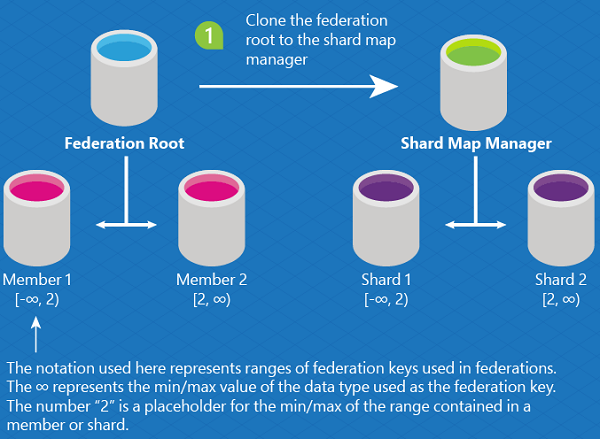 1
Clone the federation
root to the shard map
manager
Federation Root
Shard Map Manager
Member 1
[-∞, 2)
Member 2
[2, ∞)
Shard 1
[-∞, 2)
Shard 2
[2, ∞)
The notation used here represents ranges of federation keys used in federations.
The ∞ represents the min/max value of the data type used as the federation key.
The number “2” is a placeholder for the min/max of the range contained in a
member or shard.